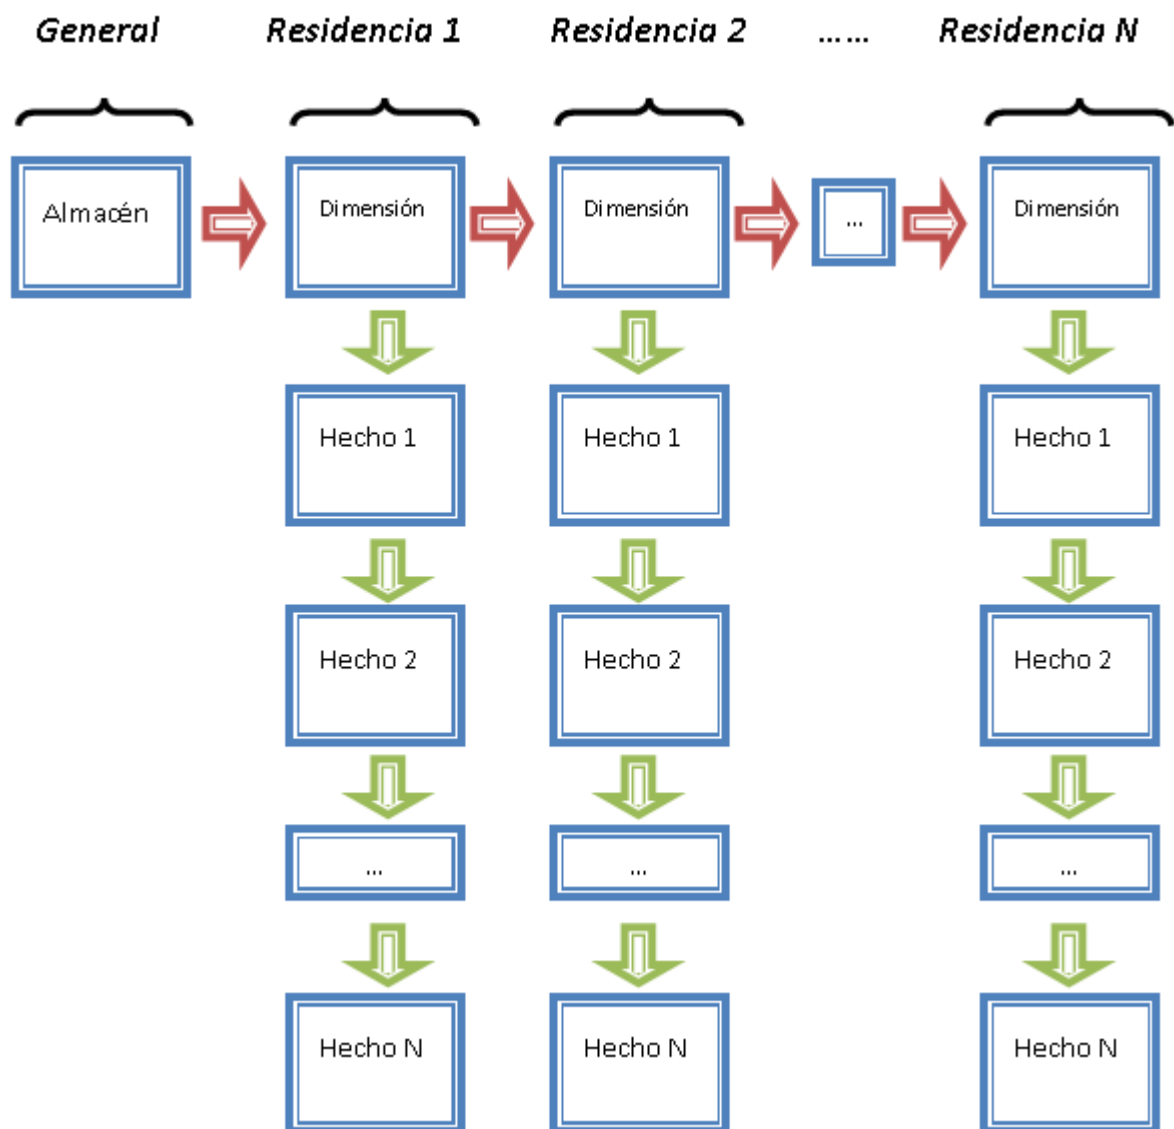 General Residencia 1 Residencia 2 ...... Residencia N
Almacén Dimensión Dimensión ... Dimensión
Hecho 1 Hecho 1 Hecho 1
Hecho 2 Hecho 2 Hecho 2
... ... ...
Hecho N Hecho N Hecho N